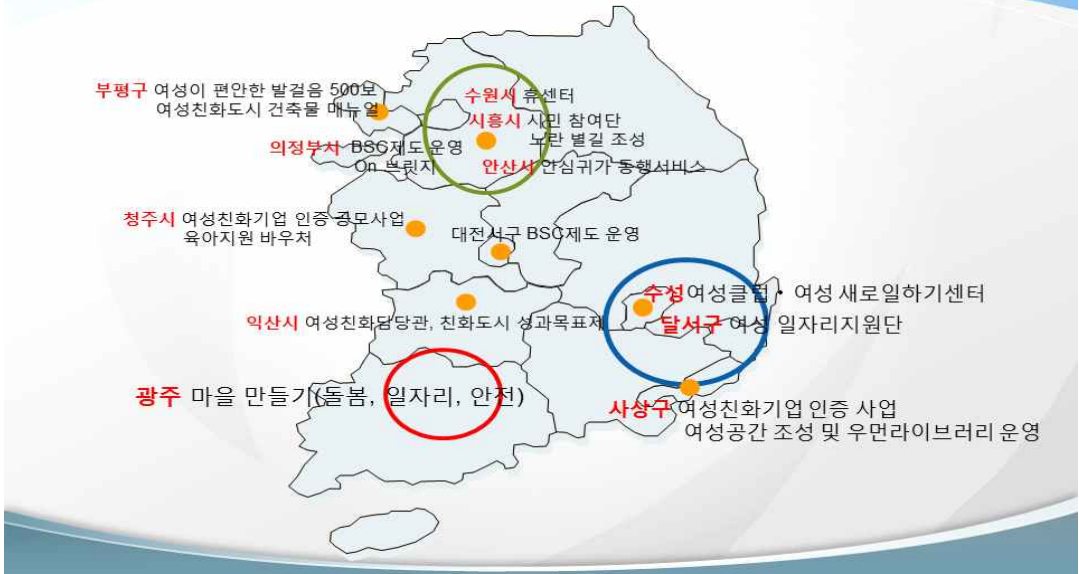 부평구 여성이 편안한 발걸음 500보
여성친화도시 건축물 매뉴얼
수원시 휴센터
시흥시 시민 참여단
노란 별길 조성
의정부시 BSC제도 운영
On 브릿지
안산시 안심귀가 동행서비스
청주시 여성친화기업 인증 공모사업
육아지원 바우처
대전서구 BSC제도 운영
수성여성클럽・여성 새로일하기센터
달서구 여성 일자리지원단
익산시 여성친화담당관, 친화도시 성과목표제
광주 마을 만들기(돌봄, 일자리, 안전)
사상구 여성친화기업 인증 사업
여성공간 조성 및 우먼라이브러리 운영